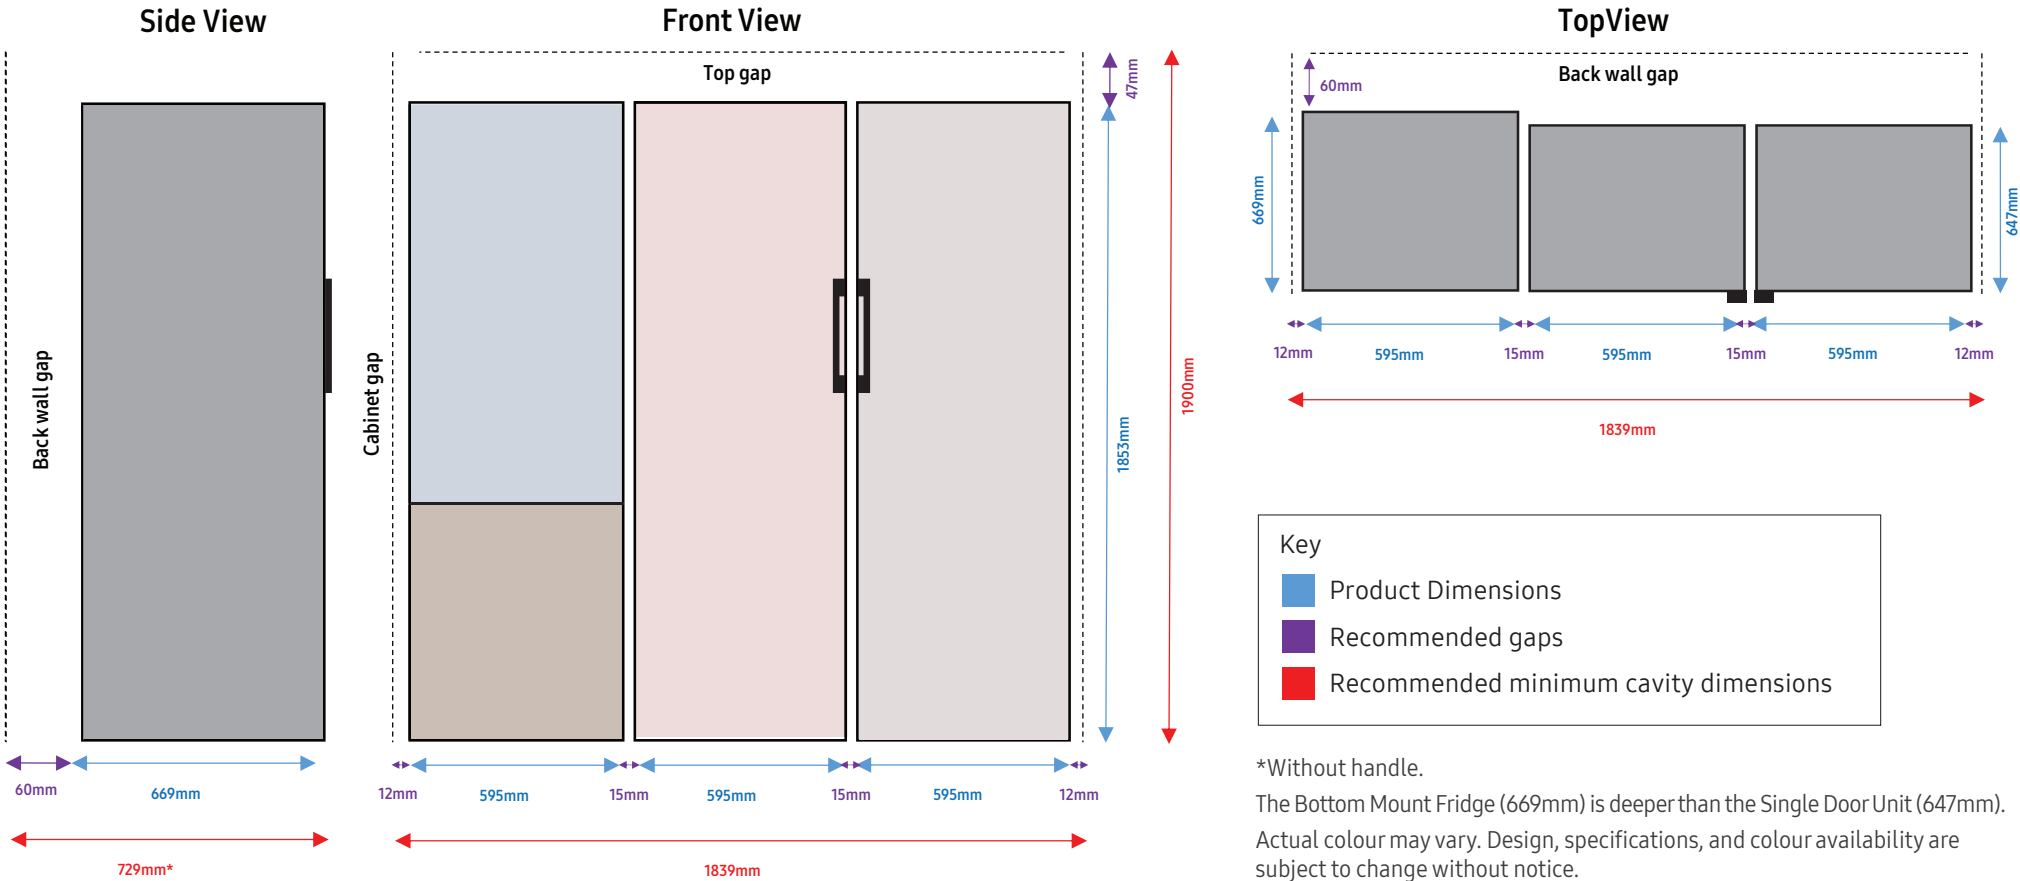 Side View
Back wall gap
60mm
669mm
729mm*
Front View
Top gap
Cabinet gap
47mm
1853mm
1900mm
12mm
595mm
15mm
595mm
15mm
595mm
12mm
1839mm
TopView
Back wall gap
60mm
669mm
647mm
12mm
595mm
15mm
595mm
15mm
595mm
12mm
1839mm
Key
Product Dimensions
Recommended gaps
Recommended minimum cavity dimensions
*Without handle.
The Bottom Mount Fridge (669mm) is deeper than the Single Door Unit (647mm).
Actual colour may vary. Design, specifications, and colour availability are
subject to change without notice.